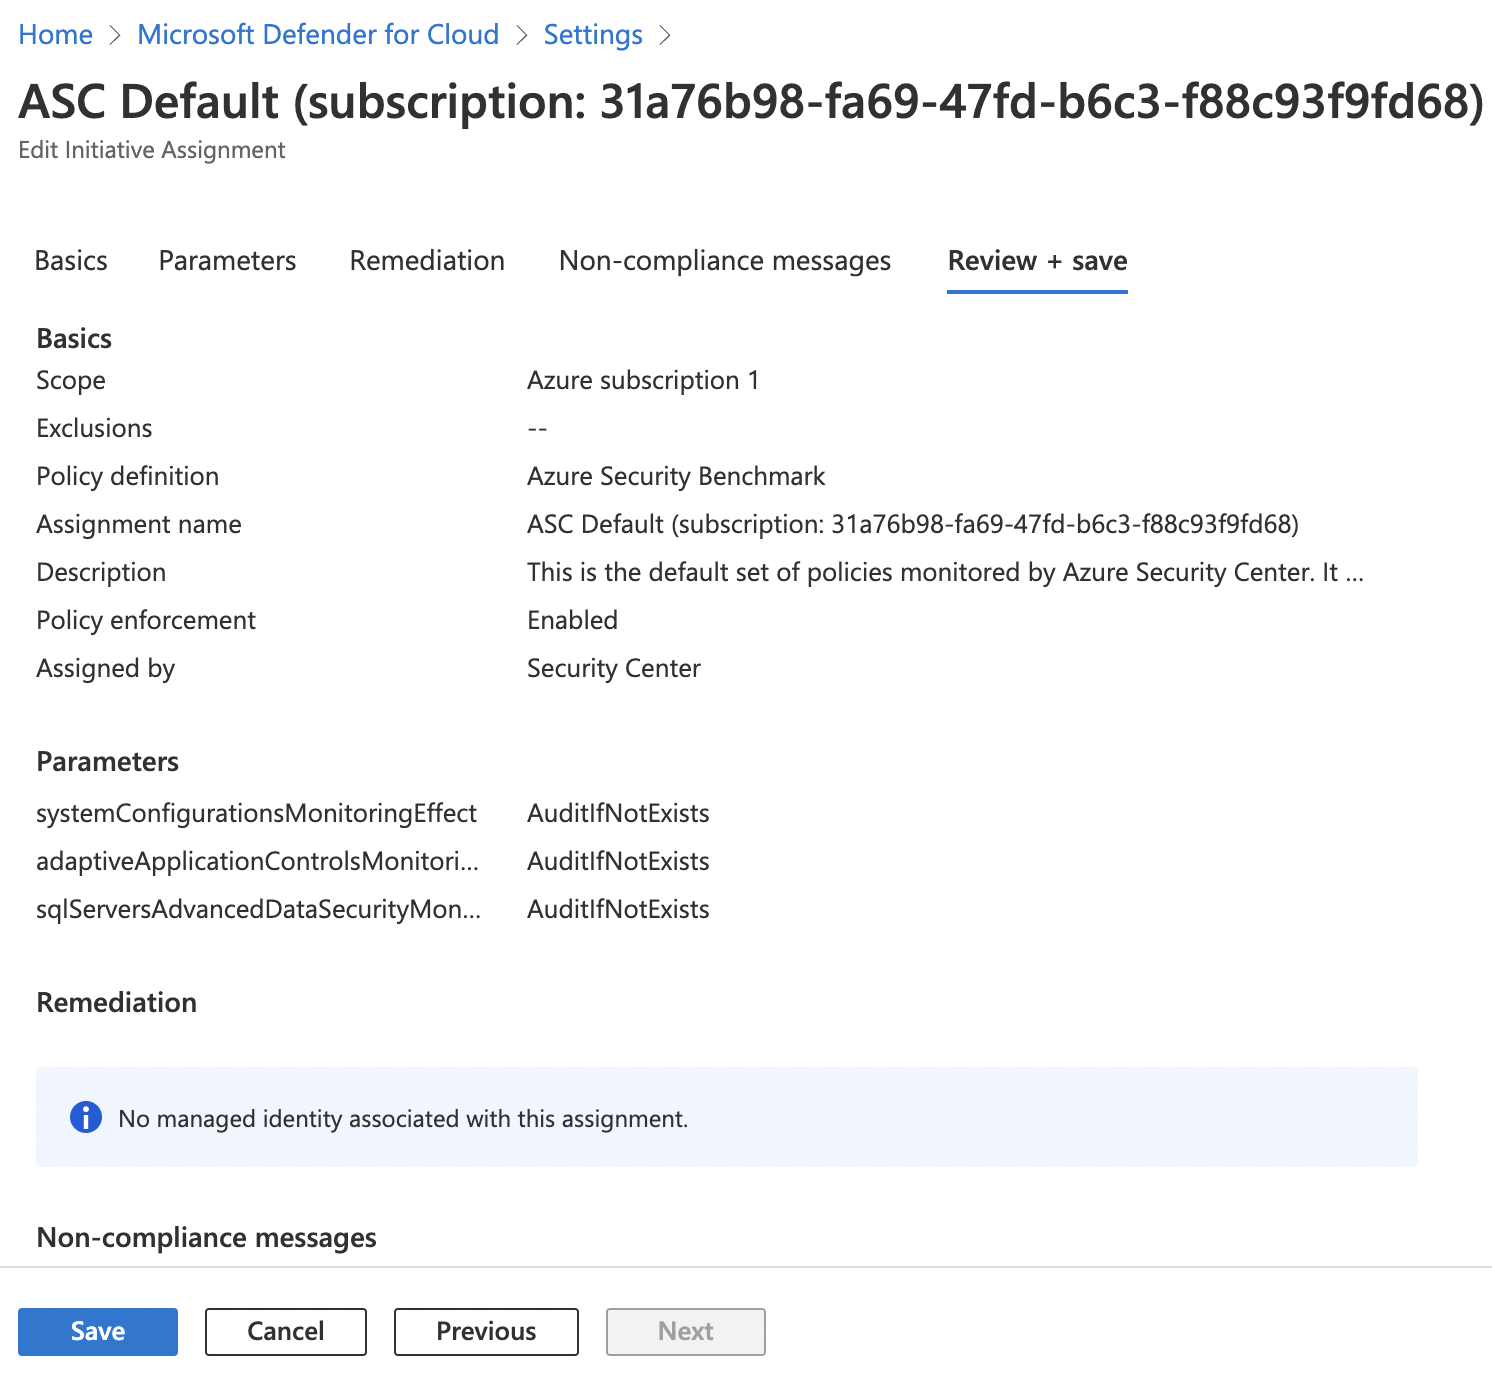 Home > Microsoft Defender for Cloud > Settings >
ASC Default (subscription: 31a76b98-fa69-47fd-b6c3-f88c93f9fd68)
Edit Initiative Assignment
Basics Parameters Remediation Non-compliance messages Review + save
Basics
Scope Azure subscription 1
Exclusions --
Policy definition Azure Security Benchmark
Assignment name ASC Default (subscription: 31a76b98-fa69-47fd-b6c3-f88c93f9fd68)
Description This is the default set of policies monitored by Azure Security Center. It ...
Policy enforcement Enabled
Assigned by Security Center
Parameters
systemConfigurationsMonitoringEffect AuditIfNotExists
adaptiveApplicationControlsMonitori... AuditIfNotExists
sqlServersAdvancedDataSecurityMon... AuditIfNotExists
Remediation
No managed identity associated with this assignment.
Non-compliance messages
Save Cancel Previous Next